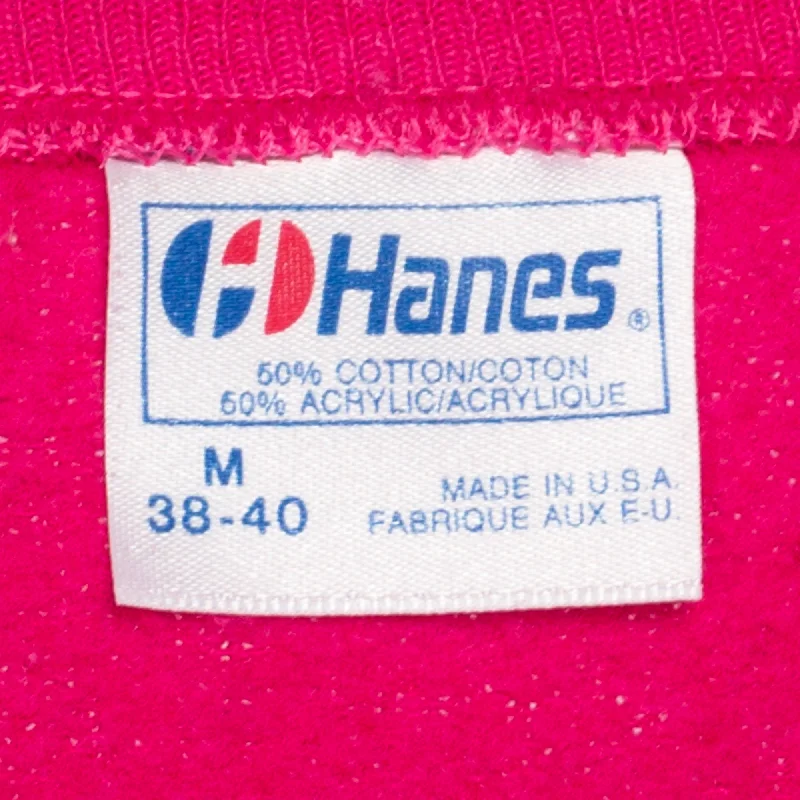 Hanes®
50% COTTON/COTON
50% ACRYLIC/ACRYLIQUE
M
38-40
MADE IN U.S.A.
FABRIQUE AUX E-U.